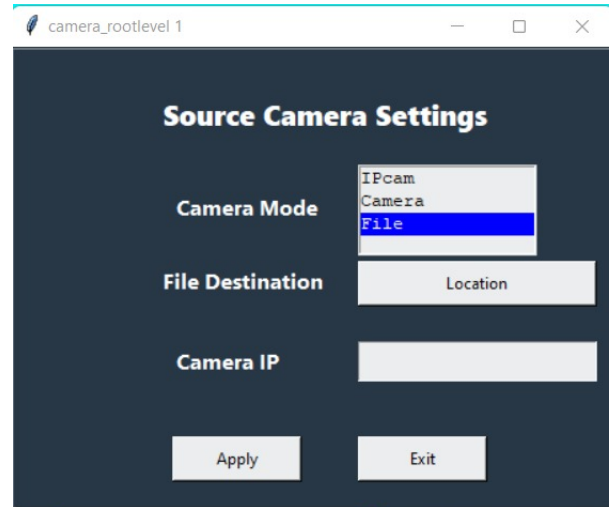 camera_rootlevel 1
Source Camera Settings
Camera Mode
IPcam
Camera
File
File Destination
Location
Camera IP
Apply
Exit